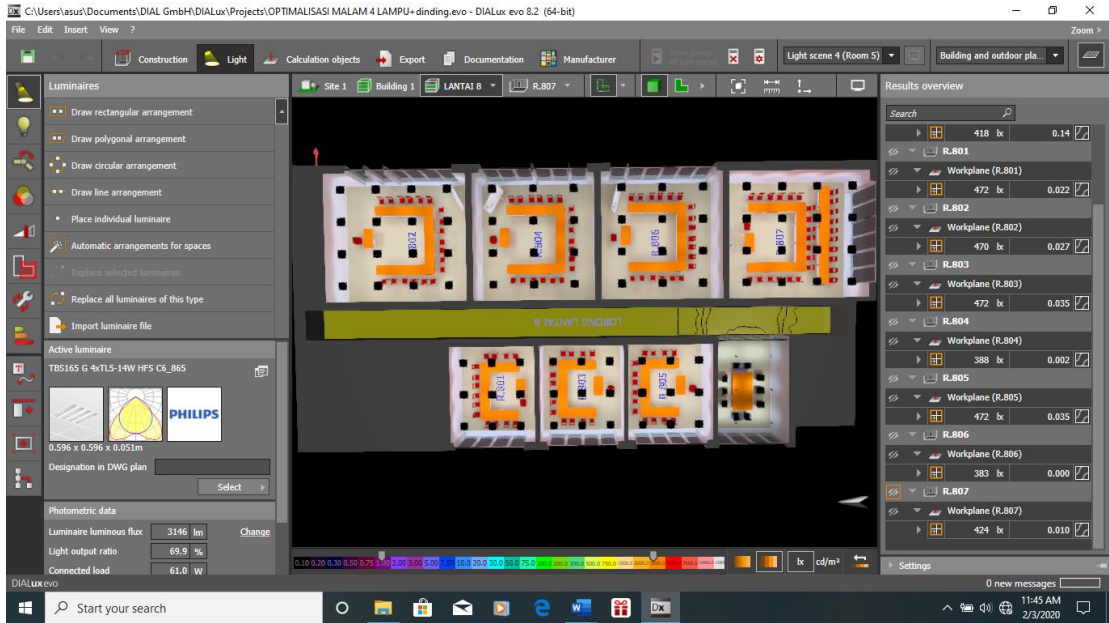 C:\Users\asus\Documents\DIAL GmbH\DIALux\Projects\OPTIMALISASI MALAM 4 LAMPU+dinding.evo - DIALux evo 8.2 (64-bit)
File Edit Insert View ?
Zoom
Construction Light Calculation objects Export Documentation Manufacturer Light scene 4 (Room 5) Building and outdoor pla...
Luminaires
Draw rectangular arrangement
Draw polygonal arrangement
Draw circular arrangement
Draw line arrangement
Place individual luminaire
Automatic arrangements for spaces
Replace selected luminaires
Replace all luminaires of this type
Import luminaire file
Active luminaire
TBS165 G 4xTL5-14W HFS C6_865
PHILIPS
0.596 x 0.596 x 0.051m
Designation in DWG plan
Select
Photometric data
Luminaire luminous flux 3146 lm Change
Light output ratio 69.9 %
Connected load 61.0 W
DIALux evo
Site 1 Building 1 LANTAI 8 R.807
802
R.804
R.806
807
LORONG LANTAI 8
R.801
R.803
R.805
lx cd/m²
Results overview
Search
418 lx 0.14
R.801
Workplane (R.801)
472 lx 0.022
R.802
Workplane (R.802)
470 lx 0.027
R.803
Workplane (R.803)
472 lx 0.035
R.804
Workplane (R.804)
388 lx 0.002
R.805
Workplane (R.805)
472 lx 0.035
R.806
Workplane (R.806)
383 lx 0.000
R.807
Workplane (R.807)
424 lx 0.010
Settings
0 new messages
Start your search
11:45 AM
2/3/2020